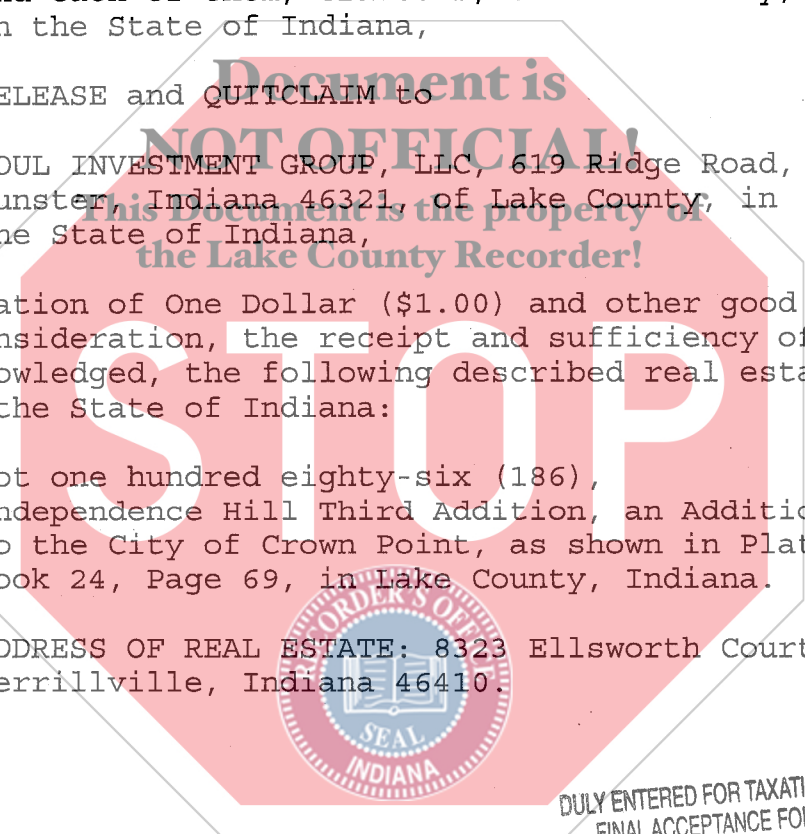 n the State of Indiana,
ELEASE and QUITCLAIM to
Document is
NOT OFFICIAL!
OUL INVESTMENT GROUP, LLC, 619 Ridge Road,
unster, Indiana 46321, of Lake County, in
This Document is the property of
ne State of Indiana,
the Lake County Recorder!
ation of One Dollar ($1.00) and other good
nsideration, the receipt and sufficiency of
owledged, the following described real esta
the State of Indiana:
STOP
ot one hundred eighty-six (186),
ndependence Hill Third Addition, an Additio
o the City of Crown Point, as shown in Plat
ook 24, Page 69, in Lake County, Indiana.
DDRESS OF REAL ESTATE: 8323 Ellsworth Court
errillville, Indiana 46410.
RECORDER'S OFFICE
SEAL
INDIANA
DULY ENTERED FOR TAXATI
FINAL ACCEPTANCE FO